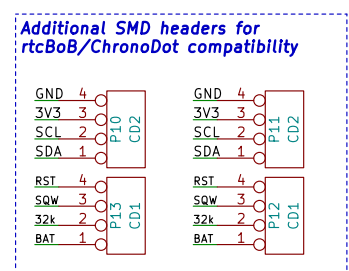 Additional SMD headers for
rtcBoB/ChronoDot compatibility
GND 4
3V3 3
SCL 2
SDA 1
P10
CD2
GND 4
3V3 3
SCL 2
SDA 1
P11
CD2
RST 4
SQW 3
32k 2
BAT 1
P13
CD1
RST 4
SQW 3
32k 2
BAT 1
P12
CD1